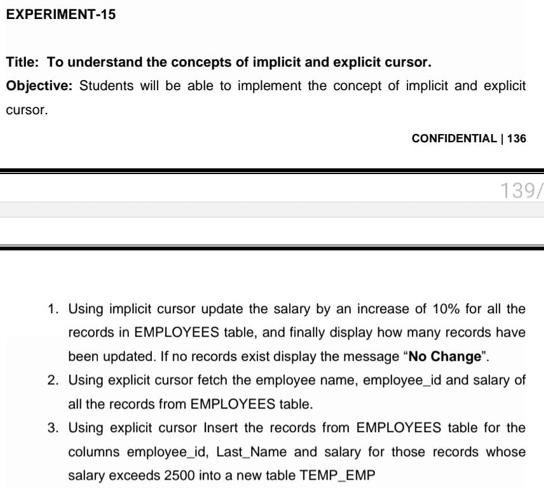 EXPERIMENT-15
Title: To understand the concepts of implicit and explicit cursor.
Objective: Students will be able to implement the concept of implicit and explicit
cursor.
CONFIDENTIAL | 136
139/
1. Using implicit cursor update the salary by an increase of 10% for all the
records in EMPLOYEES table, and finally display how many records have
been updated. If no records exist display the message “No Change”.
2. Using explicit cursor fetch the employee name, employee_id and salary of
all the records from EMPLOYEES table.
3. Using explicit cursor Insert the records from EMPLOYEES table for the
columns employee_id, Last_Name and salary for those records whose
salary exceeds 2500 into a new table TEMP_EMP